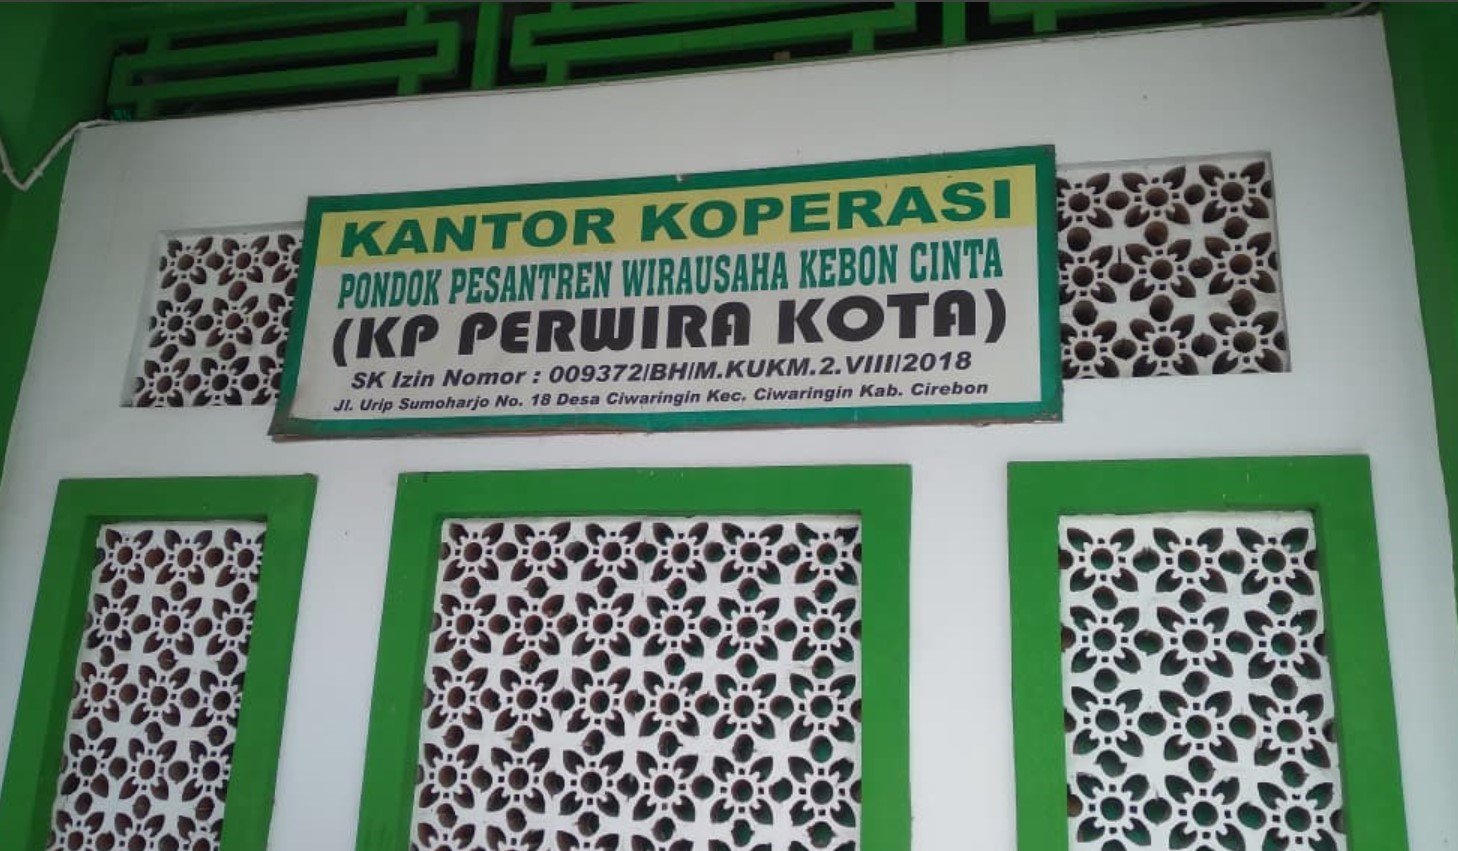 KANTOR KOPERASI
PONDOK PESANTREN WIRAUSAHA KEBON CINTA
(KP PERWIRA KOTA)
SK Izin Nomor : 009372/BH/M.KUKM.2.VIII/2018
Jl. Urip Sumoharjo No. 18 Desa Ciwaringin Kec. Ciwaringin Kab. Cirebon